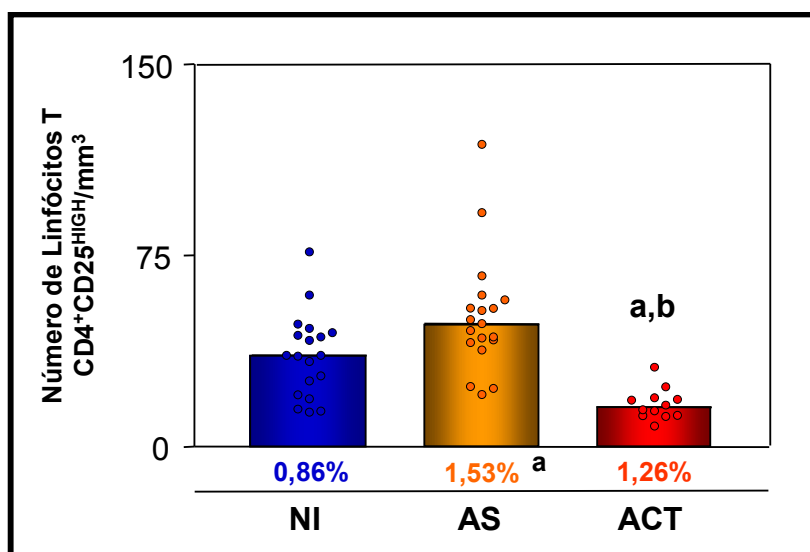 Número de Linfócitos T
CD4⁺CD25ᴴᴵᴳᴴ/mm³
150
75
0
a,b
0,86%
1,53% a
1,26%
NI
AS
ACT